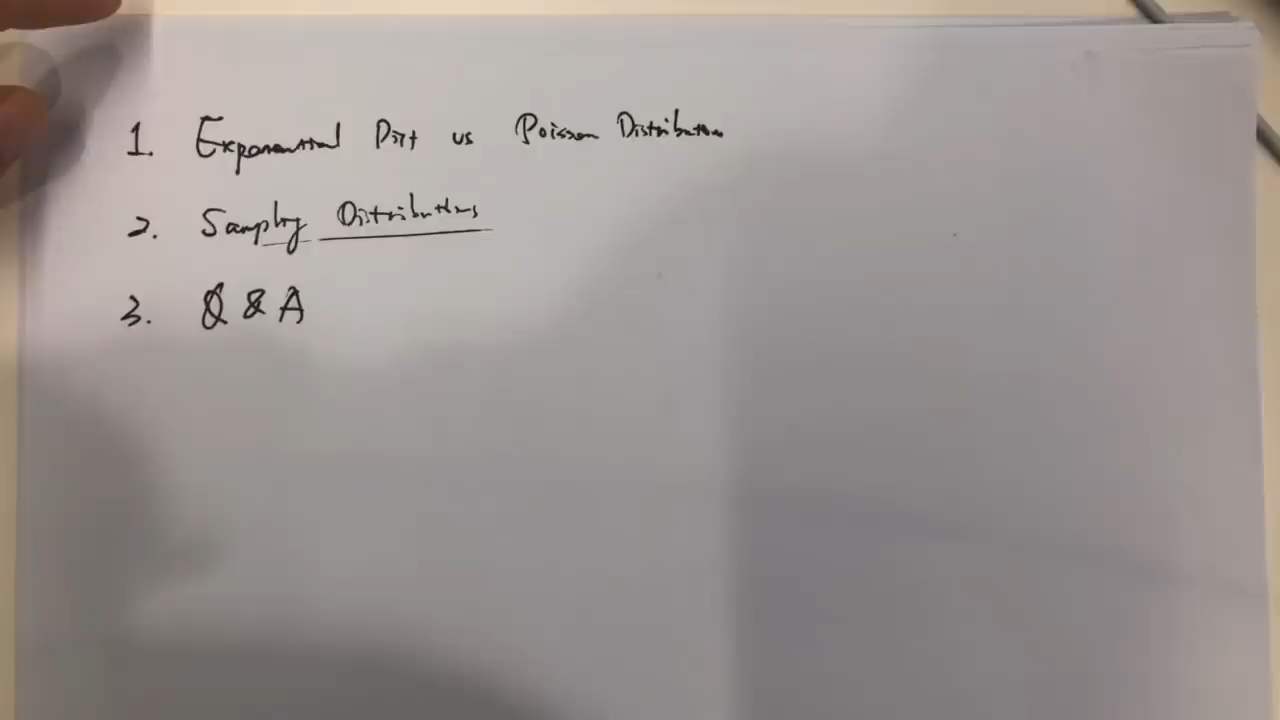 1. Exponential Dist vs Poisson Distribution
2. Sampling Distributions
3. Q & A